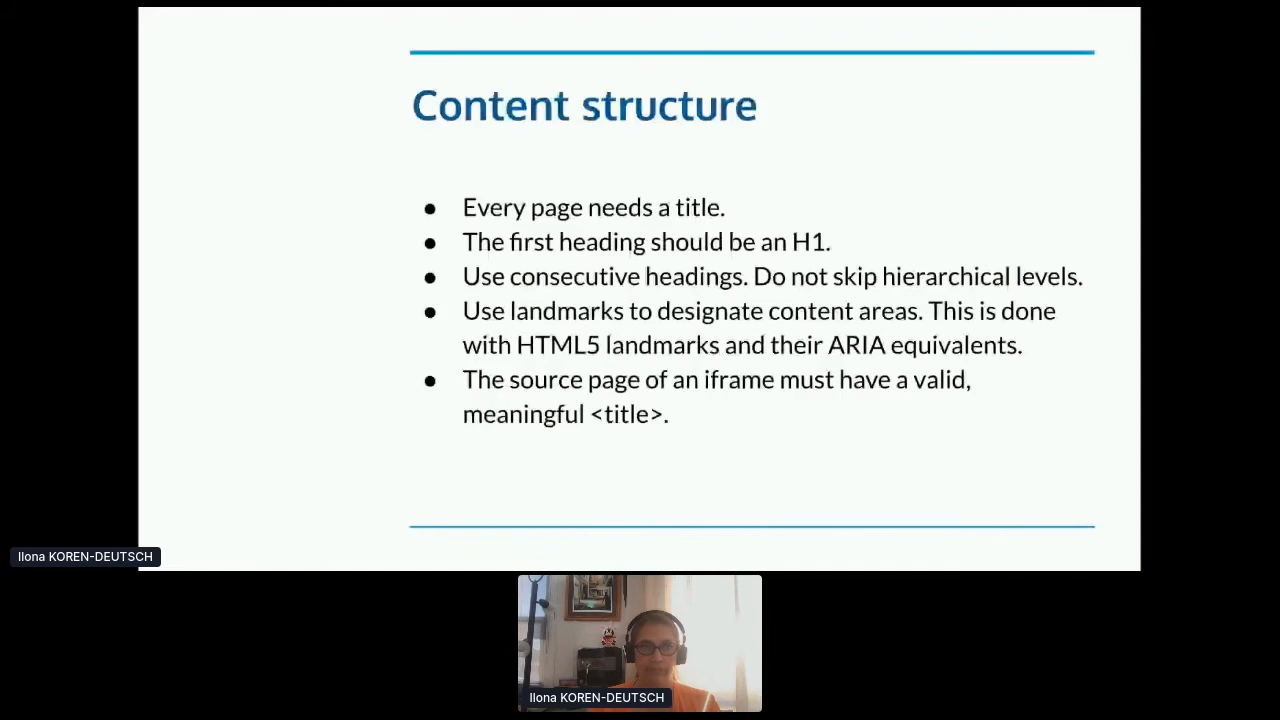 Content structure
● Every page needs a title.
● The first heading should be an H1.
● Use consecutive headings. Do not skip hierarchical levels.
● Use landmarks to designate content areas. This is done
with HTML5 landmarks and their ARIA equivalents.
● The source page of an iframe must have a valid,
meaningful <title>.
Ilona KOREN-DEUTSCH
Ilona KOREN-DEUTSCH